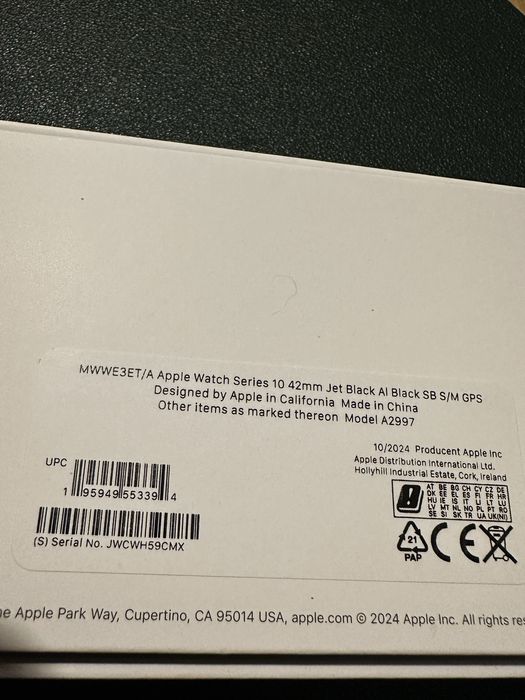 MWWE3ET/A Apple Watch Series 10 42mm Jet Black Al Black SB S/M GPS
Designed by Apple in California Made in China
Other items as marked thereon Model A2997
10/2024 Producent Apple Inc
Apple Distribution International Ltd.
Hollyhill Industrial Estate, Cork, Ireland
UPC
1 95949 55339 4
(S) Serial No. JWCWH59CMX
AT BE BG CH CY CZ DE
DK EE EL ES FI FR HR
HU IE IS IT LI LT LU
LV MT NL NO PL PT RO
SE SI SK TR UA UK(NI)
21
PAP
CE
Apple Park Way, Cupertino, CA 95014 USA, apple.com © 2024 Apple Inc. All rights